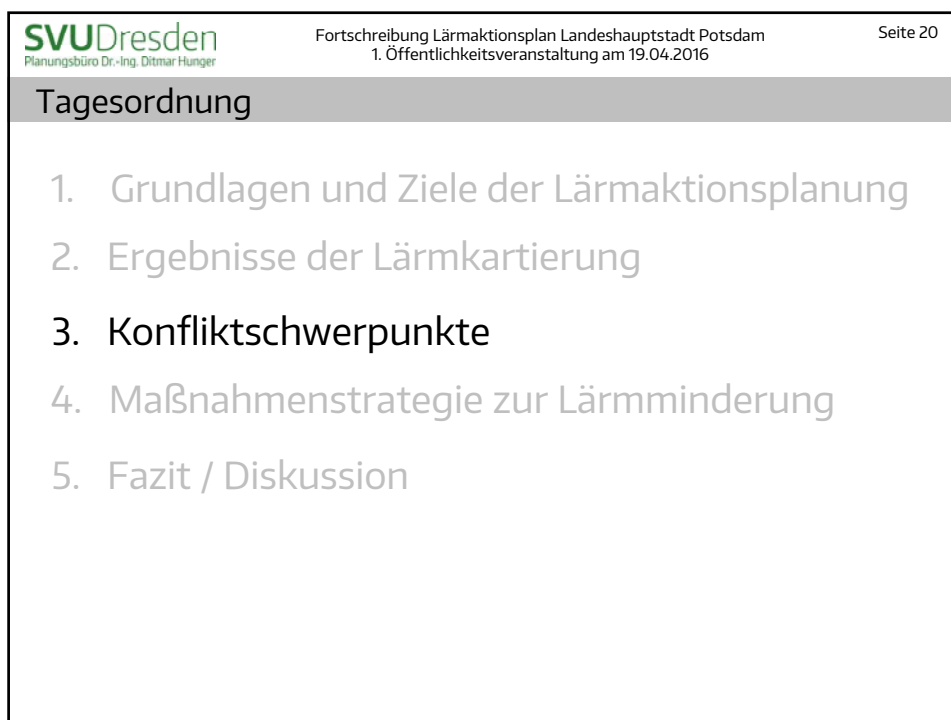 SVUDresden
Planungsbüro Dr.-Ing. Ditmar Hunger
Fortschreibung Lärmaktionsplan Landeshauptstadt Potsdam
1. Öffentlichkeitsveranstaltung am 19.04.2016
Seite 20
Tagesordnung
1. Grundlagen und Ziele der Lärmaktionsplanung
2. Ergebnisse der Lärmkartierung
3. Konfliktschwerpunkte
4. Maßnahmenstrategie zur Lärmminderung
5. Fazit / Diskussion